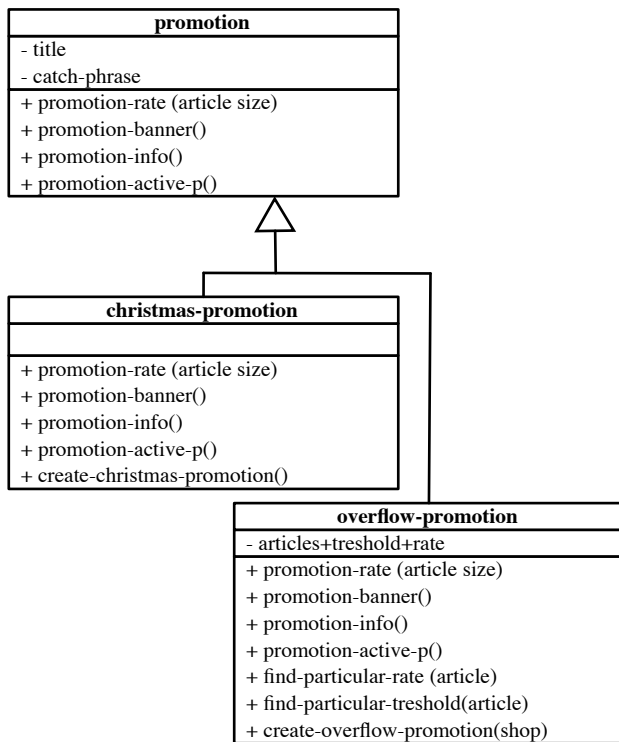 promotion
- title
- catch-phrase
+ promotion-rate (article size)
+ promotion-banner()
+ promotion-info()
+ promotion-active-p()
christmas-promotion
+ promotion-rate (article size)
+ promotion-banner()
+ promotion-info()
+ promotion-active-p()
+ create-christmas-promotion()
overflow-promotion
- articles+treshold+rate
+ promotion-rate (article size)
+ promotion-banner()
+ promotion-info()
+ promotion-active-p()
+ find-particular-rate (article)
+ find-particular-treshold(article)
+ create-overflow-promotion(shop)